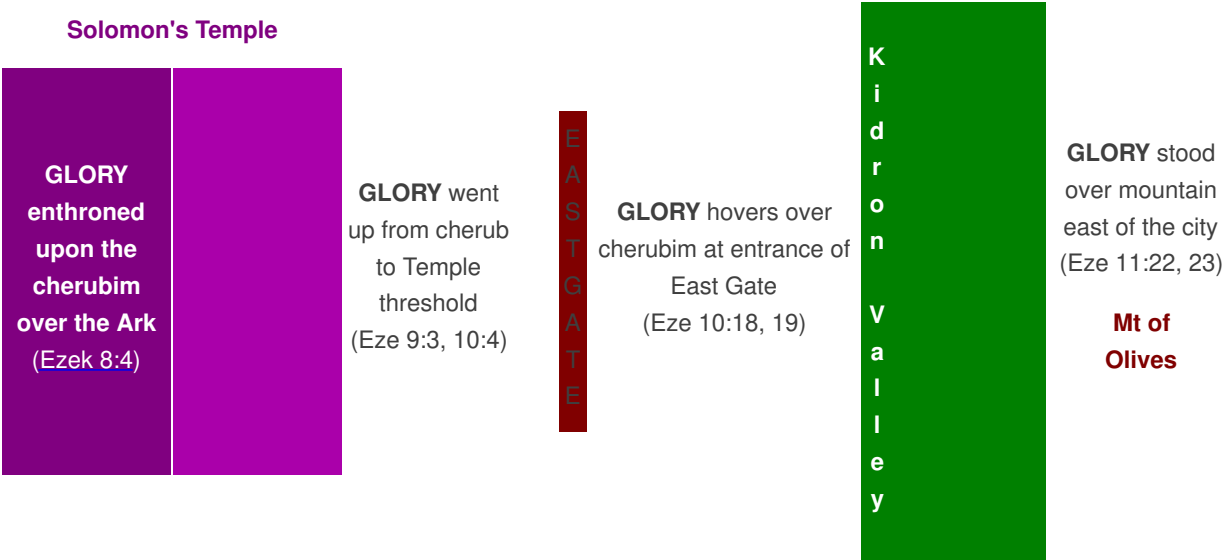 Solomon's Temple
GLORY
enthroned
upon the
cherubim
over the Ark
(Ezek 8:4)
GLORY went
up from cherub
to Temple
threshold
(Eze 9:3, 10:4)
E
A
S
T
G
A
T
E
GLORY hovers over
cherubim at entrance of
East Gate
(Eze 10:18, 19)
K
i
d
r
o
n
V
a
l
l
e
y
GLORY stood
over mountain
east of the city
(Eze 11:22, 23)
Mt of
Olives